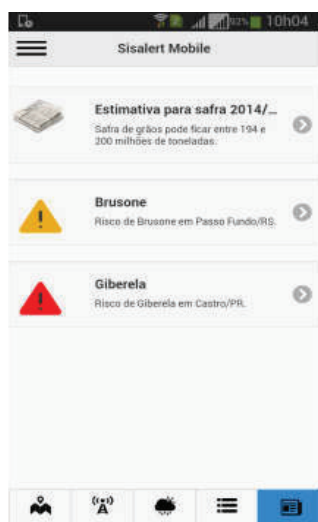 92% 10h04
Sisalert Mobile
Estimativa para safra 2014/...
Safra de grãos pode ficar entre 194 e
200 milhões de toneladas.
Brusone
Risco de Brusone em Passo Fundo/RS.
Giberela
Risco de Giberela em Castro/PR.